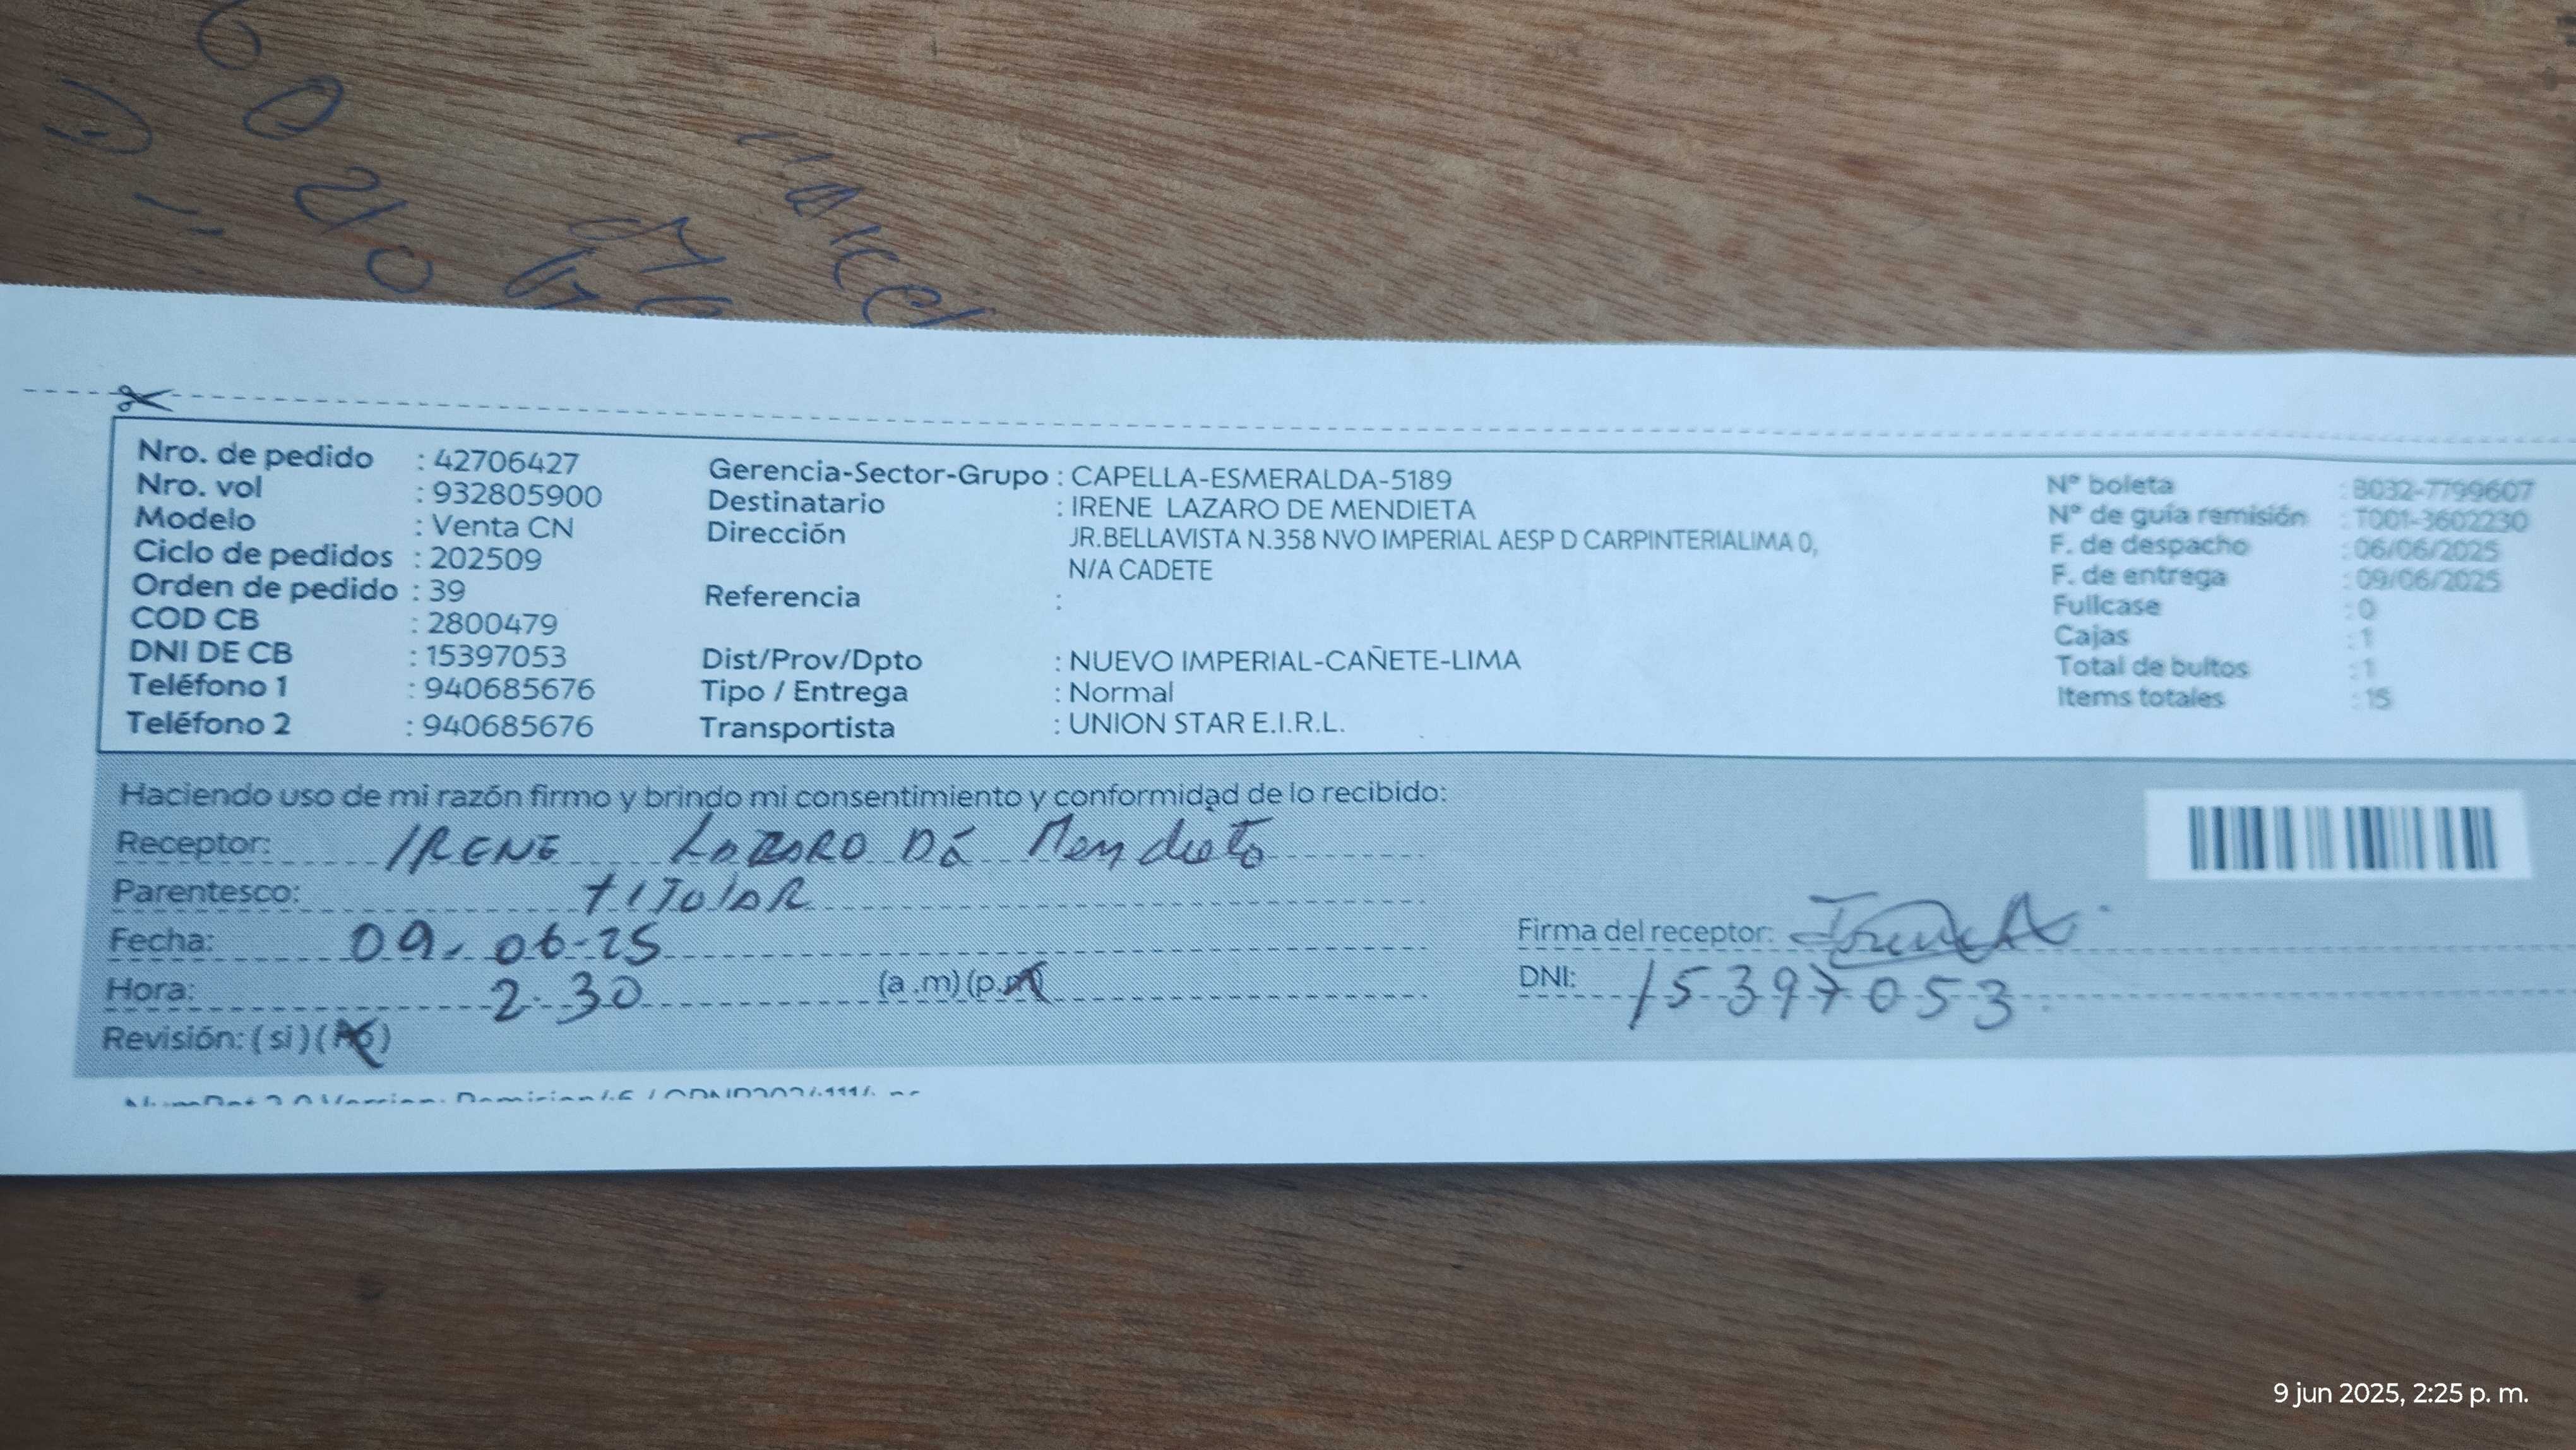 Nro. de pedido : 42706427
Nro. vol : 932805900
Modelo : Venta CN
Ciclo de pedidos : 202509
Orden de pedido : 39
COD CB : 2800479
DNI DE CB : 15397053
Teléfono 1 : 940685676
Teléfono 2 : 940685676
Gerencia-Sector-Grupo : CAPELLA-ESMERALDA-5189
Destinatario : IRENE LAZARO DE MENDIETA
Dirección JR.BELLAVISTA N.358 NVO IMPERIAL AESP D CARPINTERIALIMA 0,
N/A CADETE
Referencia :
Dist/Prov/Dpto : NUEVO IMPERIAL-CAÑETE-LIMA
Tipo / Entrega : Normal
Transportista : UNION STAR E.I.R.L.
Nº boleta : B032-7799607
Nº de guía remisión : T001-3602230
F. de despacho : 06/06/2025
F. de entrega : 09/06/2025
Fullcase : 0
Cajas : 1
Total de bultos : 1
Items totales : 15
Haciendo uso de mi razón firmo y brindo mi consentimiento y conformidad de lo recibido:
Receptor: IRENE LAZARO DE Mendieta
Parentesco: TITULAR
Fecha: 09-06-25
Hora: 2:30 (a.m) (p.m)
Revisión: (si) (no)
Firma del receptor:
DNI: 15397053
9 jun 2025, 2:25 p. m.